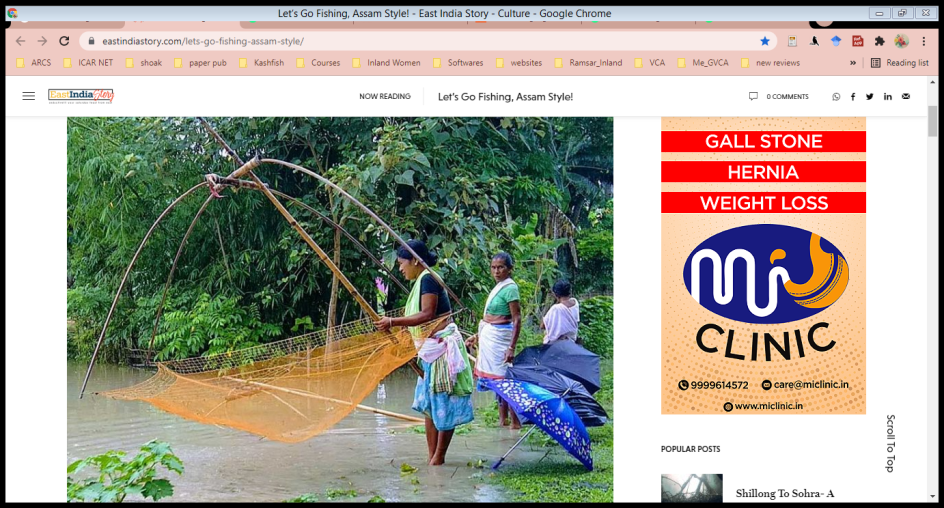 Let's Go Fishing, Assam Style! - East India Story - Culture - Google Chrome
eastindiastory.com/lets-go-fishing-assam-style/
ARCS ICAR NET shoak paper pub Kashfish Courses Inland Women Softwares websites Ramsar_Inland VCA Me_GVCA new reviews » Reading list
EastIndiaStory NOW READING Let's Go Fishing, Assam Style! 0 COMMENTS
GALL STONE
HERNIA
WEIGHT LOSS
Mi
CLINIC
9999614572 care@miclinic.in
www.miclinic.in
Scroll To Top
POPULAR POSTS
Shillong To Sohra- A